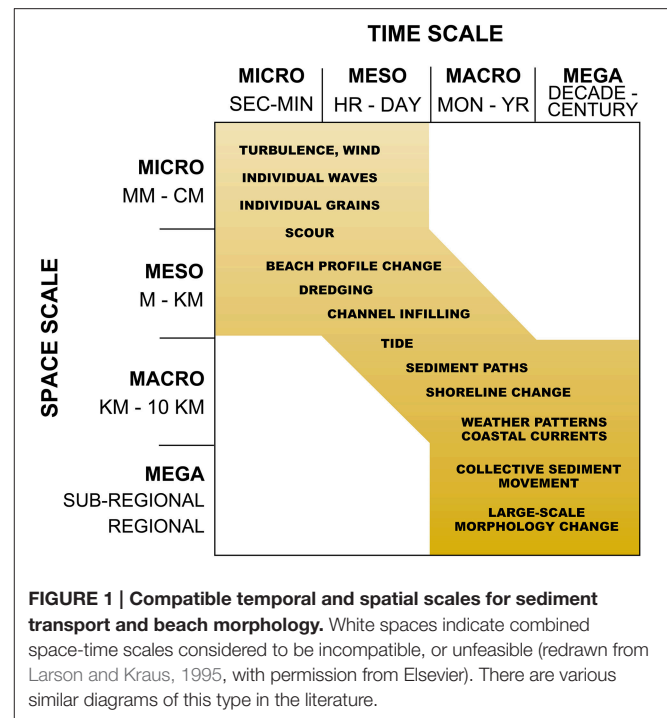 TIME SCALE
MICRO MESO MACRO MEGA
SEC-MIN HR - DAY MON - YR DECADE -
CENTURY
SPACE SCALE
MICRO
MM - CM
MESO
M - KM
MACRO
KM - 10 KM
MEGA
SUB-REGIONAL
REGIONAL
TURBULENCE, WIND
INDIVIDUAL WAVES
INDIVIDUAL GRAINS
SCOUR
BEACH PROFILE CHANGE
DREDGING
CHANNEL INFILLING
TIDE
SEDIMENT PATHS
SHORELINE CHANGE
WEATHER PATTERNS
COASTAL CURRENTS
COLLECTIVE SEDIMENT
MOVEMENT
LARGE-SCALE
MORPHOLOGY CHANGE
FIGURE 1 | Compatible temporal and spatial scales for sediment
transport and beach morphology. White spaces indicate combined
space-time scales considered to be incompatible, or unfeasible (redrawn from
Larson and Kraus, 1995, with permission from Elsevier). There are various
similar diagrams of this type in the literature.